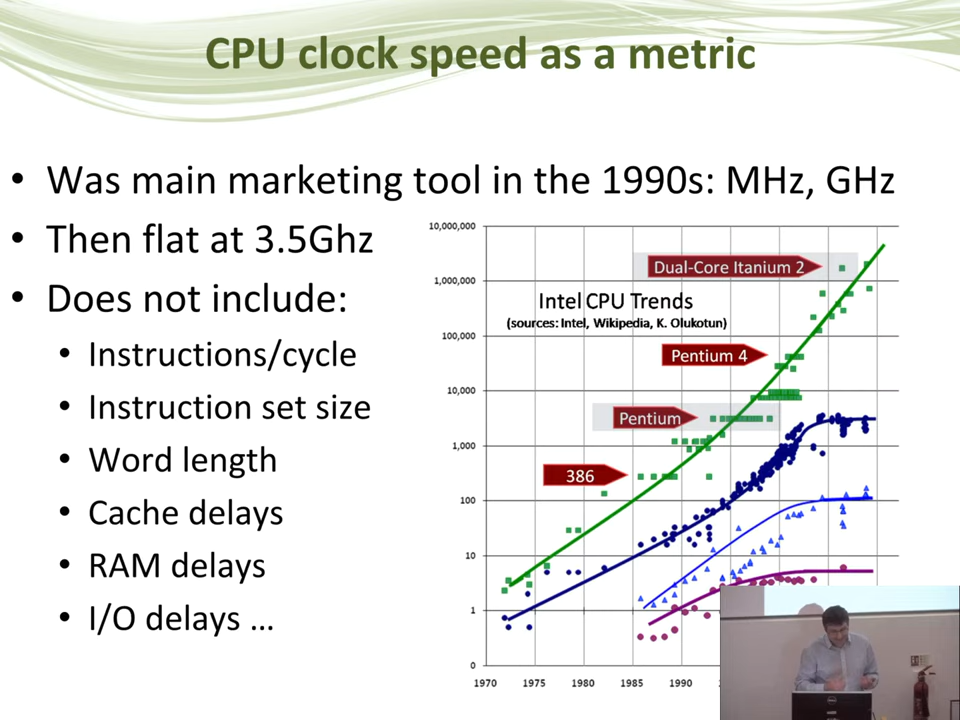 CPU clock speed as a metric
• Was main marketing tool in the 1990s: MHz, GHz
• Then flat at 3.5Ghz
• Does not include:
• Instructions/cycle
• Instruction set size
• Word length
• Cache delays
• RAM delays
• I/O delays …
10,000,000
1,000,000
100,000
10,000
1,000
100
10
1
0
Intel CPU Trends
(sources: Intel, Wikipedia, K. Olukotun)
Dual-Core Itanium 2
Pentium 4
Pentium
386
1970 1975 1980 1985 1990